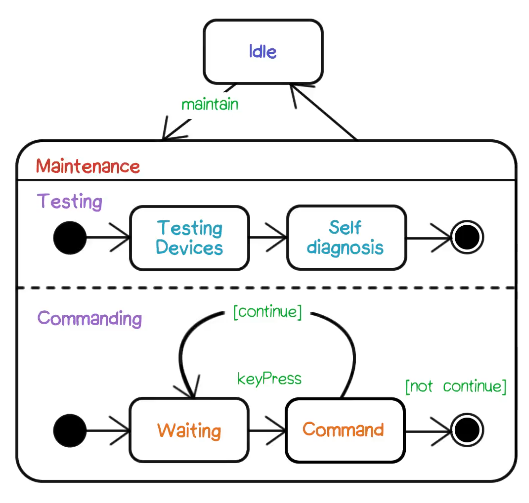 Idle
maintain
Maintenance
Testing
Testing
Devices
Self
diagnosis
Commanding
[continue]
keyPress
[not continue]
Waiting
Command